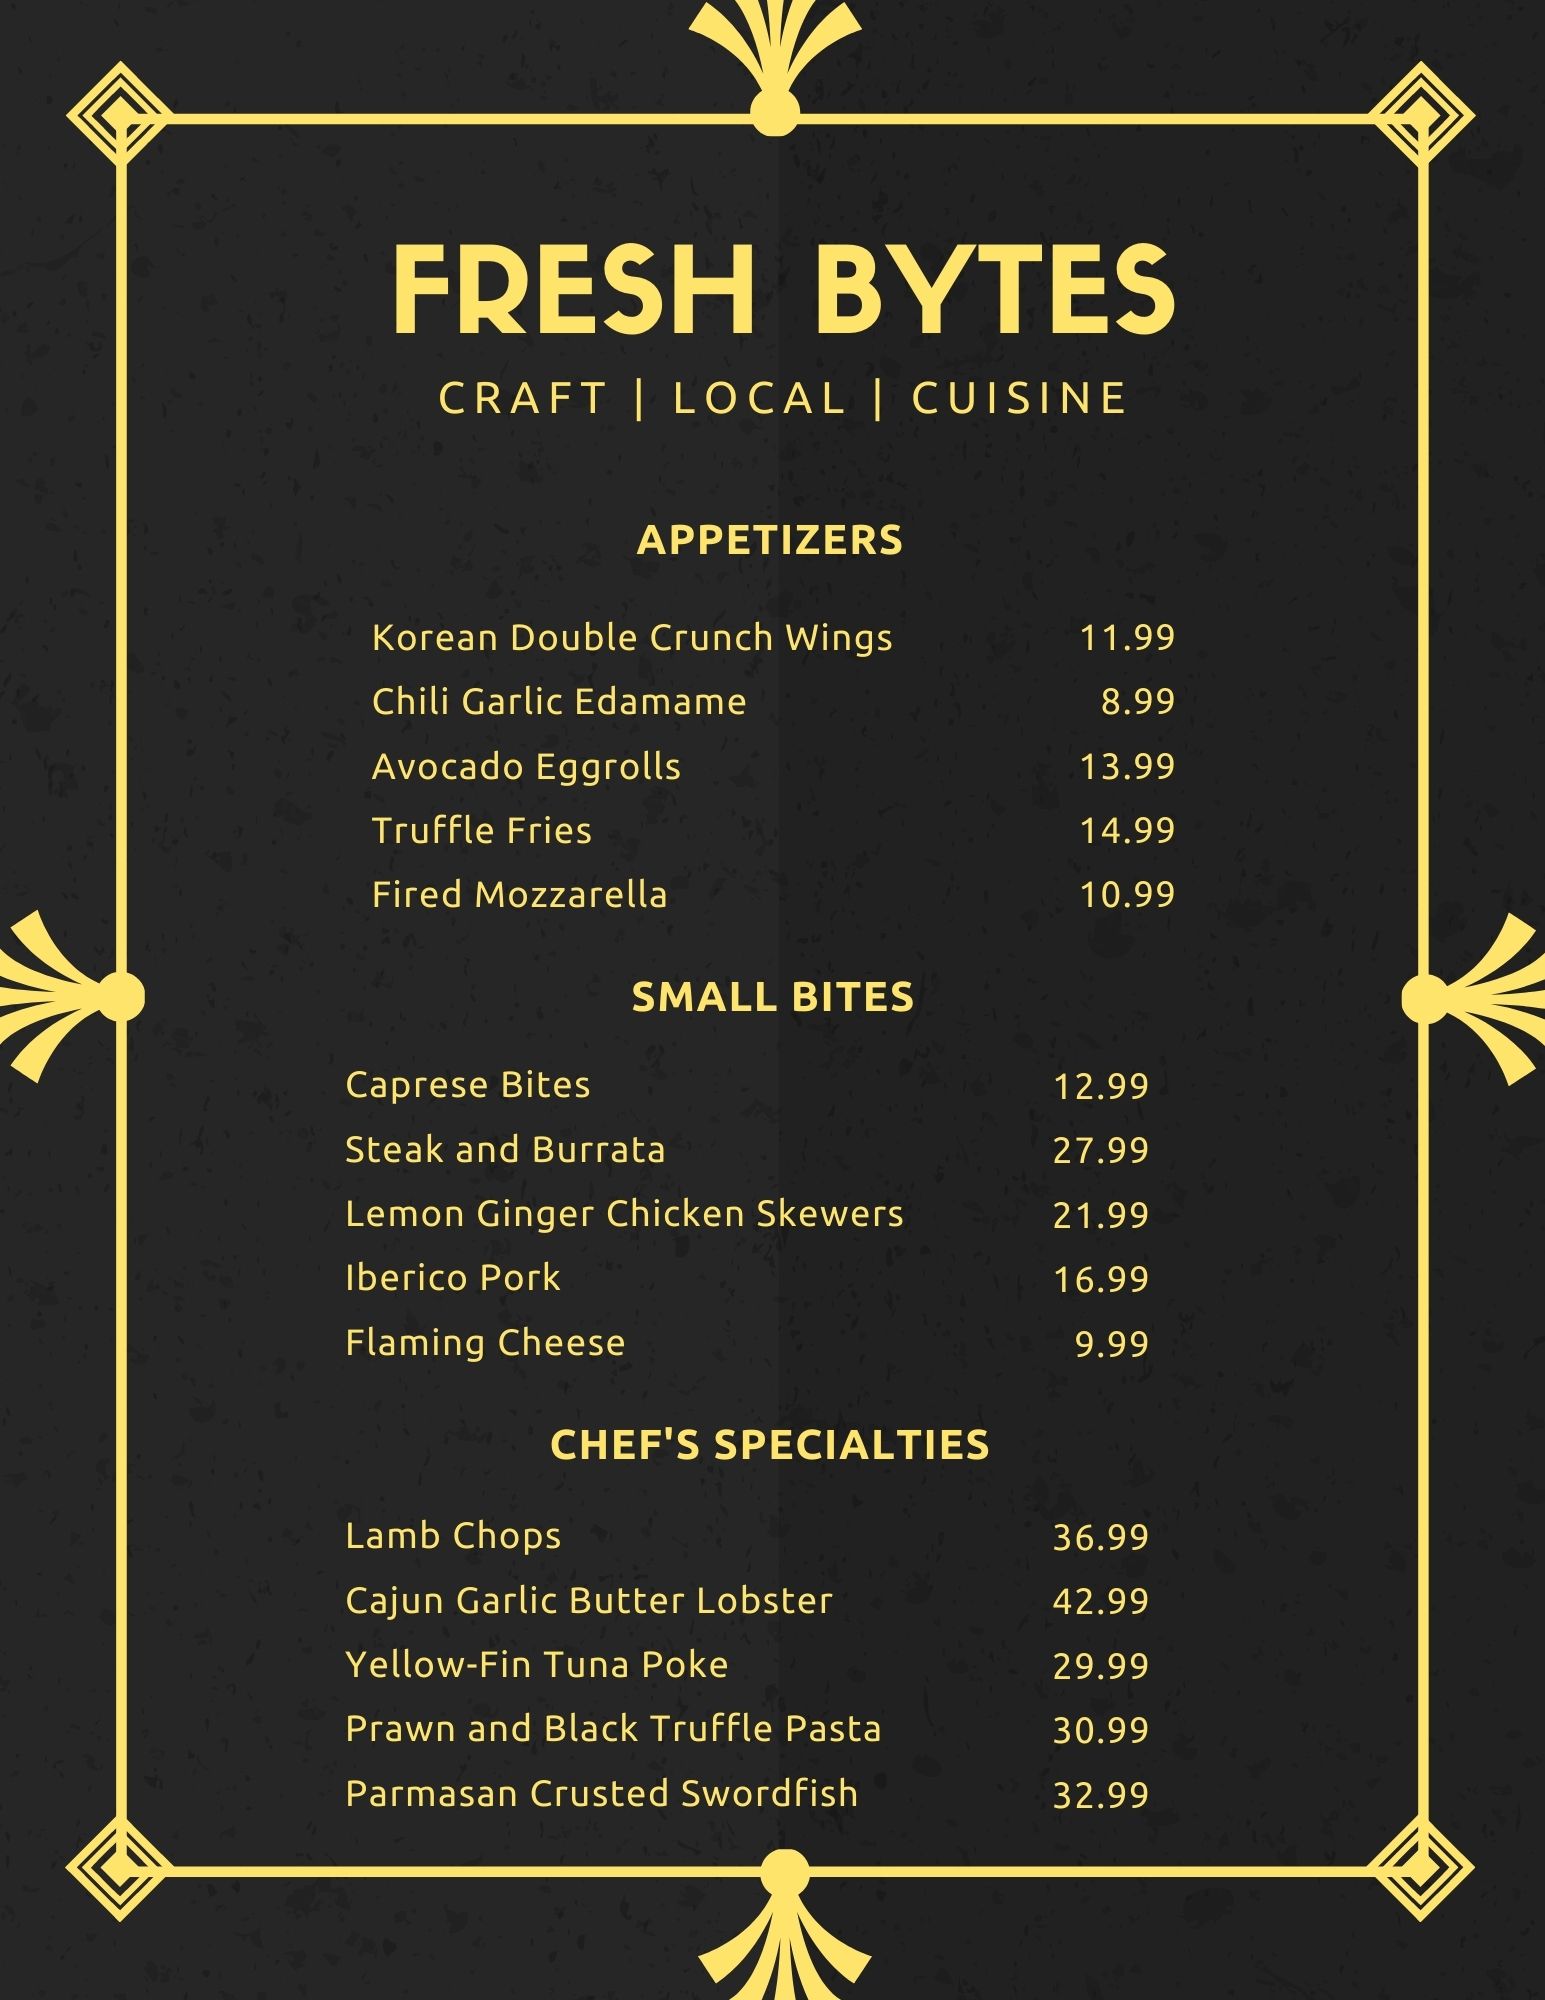 FRESH BYTES
CRAFT | LOCAL | CUISINE
APPETIZERS
Korean Double Crunch Wings 11.99
Chili Garlic Edamame 8.99
Avocado Eggrolls 13.99
Truffle Fries 14.99
Fired Mozzarella 10.99
SMALL BITES
Caprese Bites 12.99
Steak and Burrata 27.99
Lemon Ginger Chicken Skewers 21.99
Iberico Pork 16.99
Flaming Cheese 9.99
CHEF'S SPECIALTIES
Lamb Chops 36.99
Cajun Garlic Butter Lobster 42.99
Yellow-Fin Tuna Poke 29.99
Prawn and Black Truffle Pasta 30.99
Parmasan Crusted Swordfish 32.99